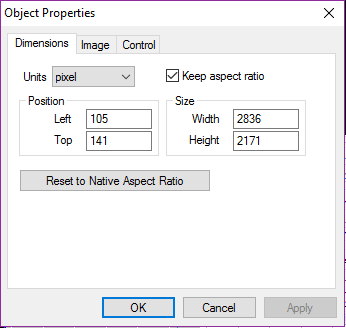 Object Properties
Dimensions Image Control
Units pixel Keep aspect ratio
Position Size
Left 105 Width 2836
Top 141 Height 2171
Reset to Native Aspect Ratio
OK Cancel Apply